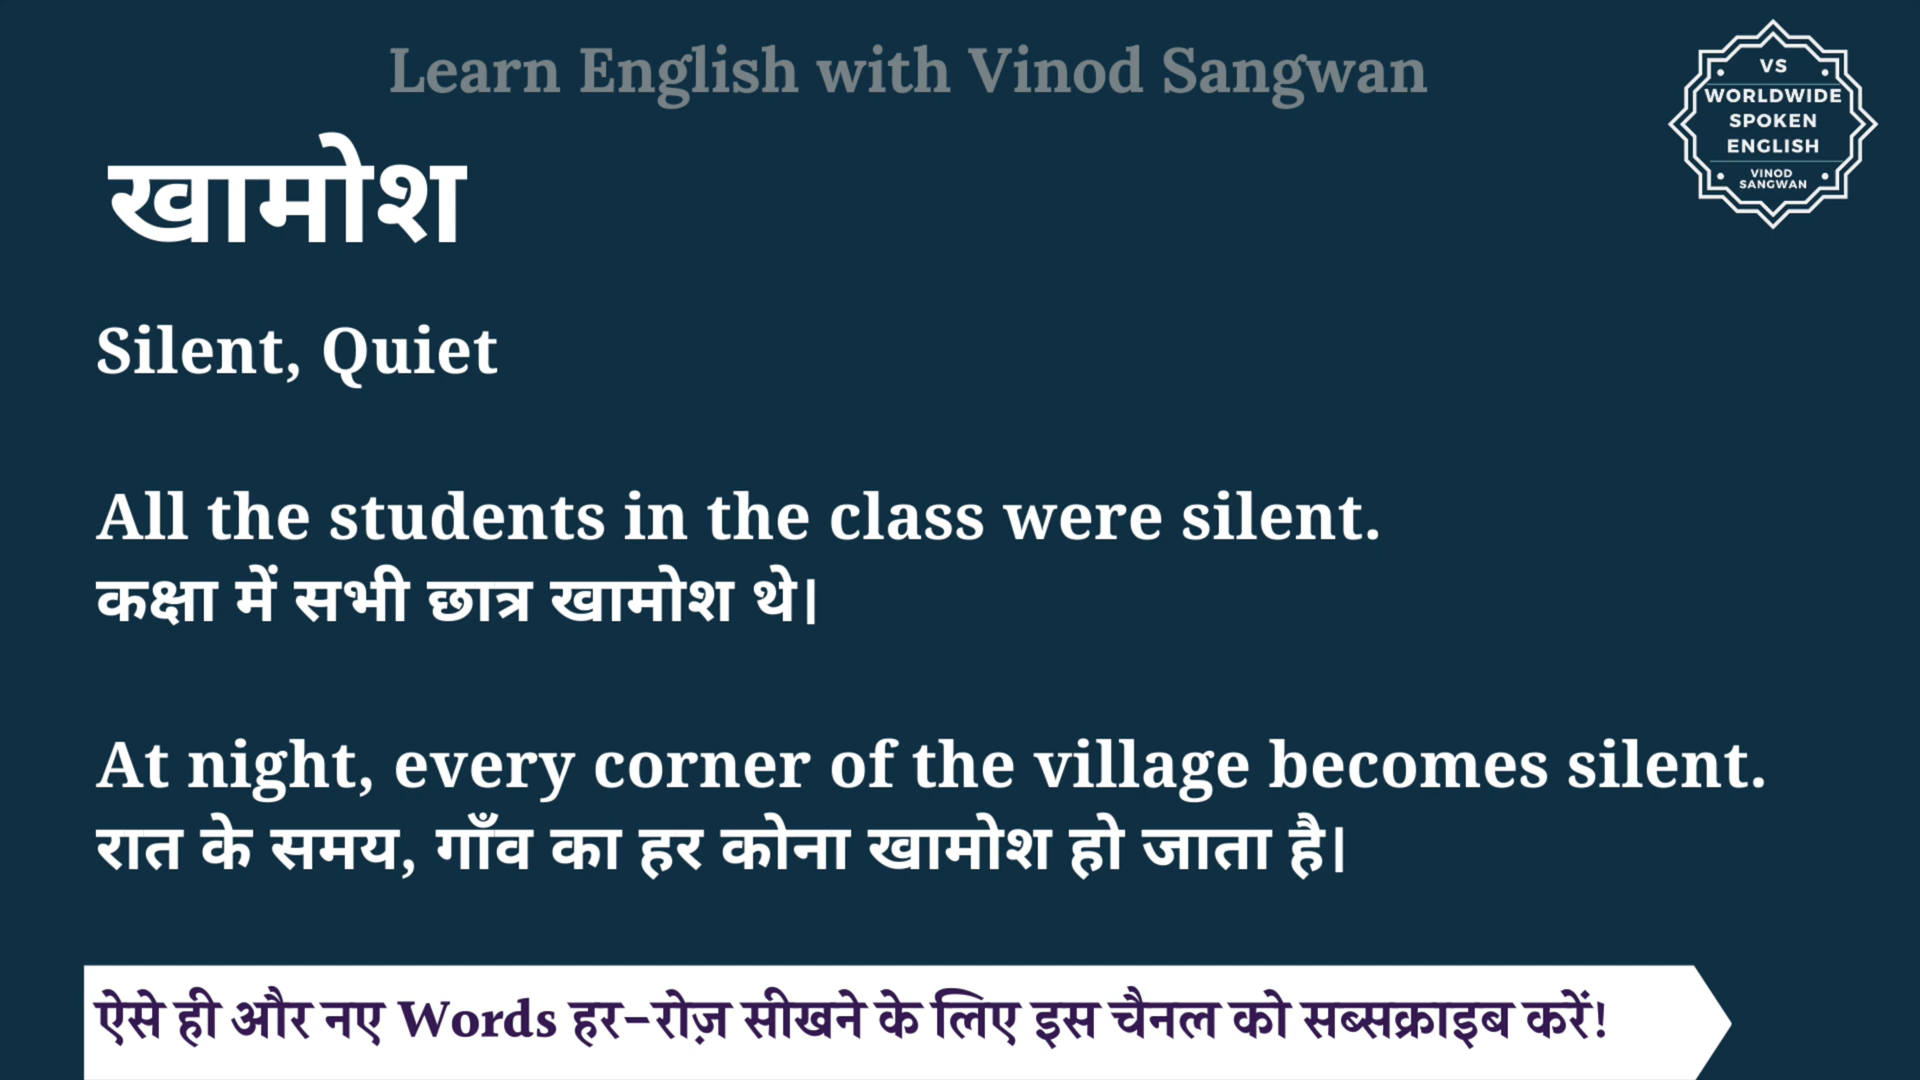 Learn English with Vinod Sangwan
VS
WORLDWIDE
SPOKEN
ENGLISH
VINOD
SANGWAN
खामोश
Silent, Quiet
All the students in the class were silent.
कक्षा में सभी छात्र खामोश थे।
At night, every corner of the village becomes silent.
रात के समय, गाँव का हर कोना खामोश हो जाता है।
ऐसे ही और नए Words हर-रोज़ सीखने के लिए इस चैनल को सब्सक्राइब करें!